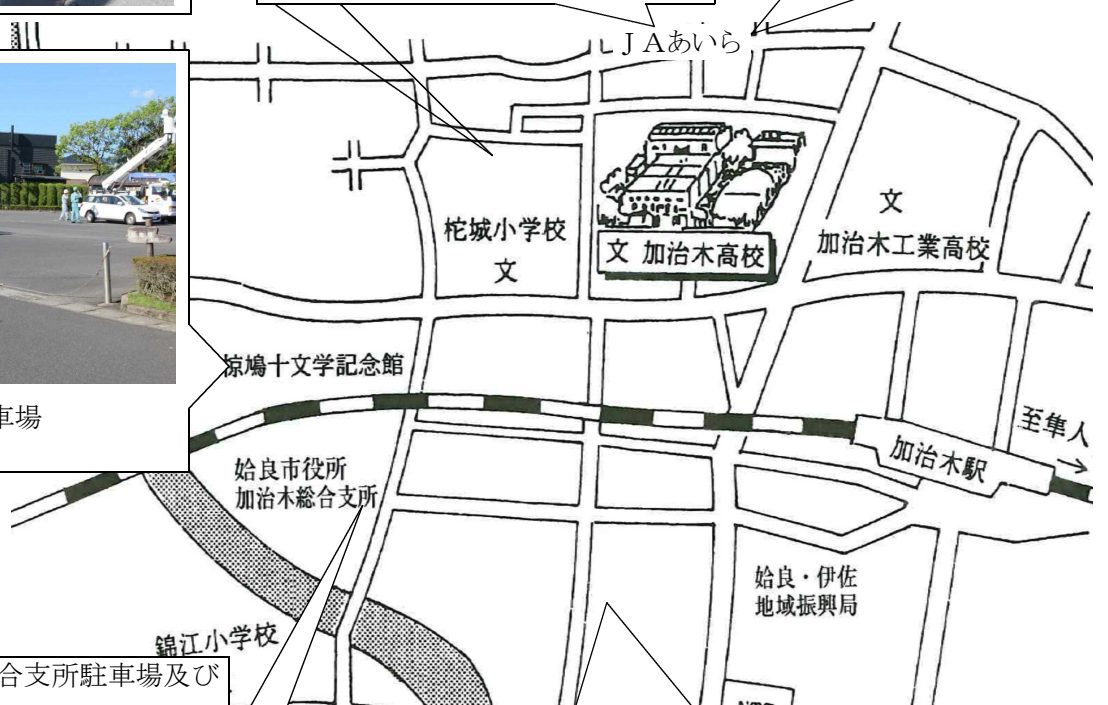 JAあいら
柁城小学校
文
文 加治木高校
文
加治木工業高校
椋鳩十文学記念館
車場
至隼人
→
加治木駅
姶良市役所
加治木総合支所
姶良・伊佐
地域振興局
錦江小学校
合支所駐車場及び